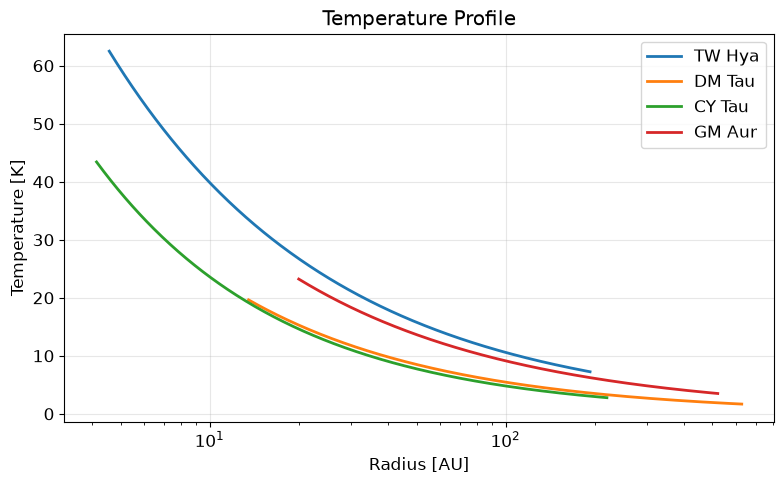 Temperature Profile
TW Hya
DM Tau
CY Tau
GM Aur
Temperature [K]
60
50
40
30
20
10
0
10¹
10²
Radius [AU]